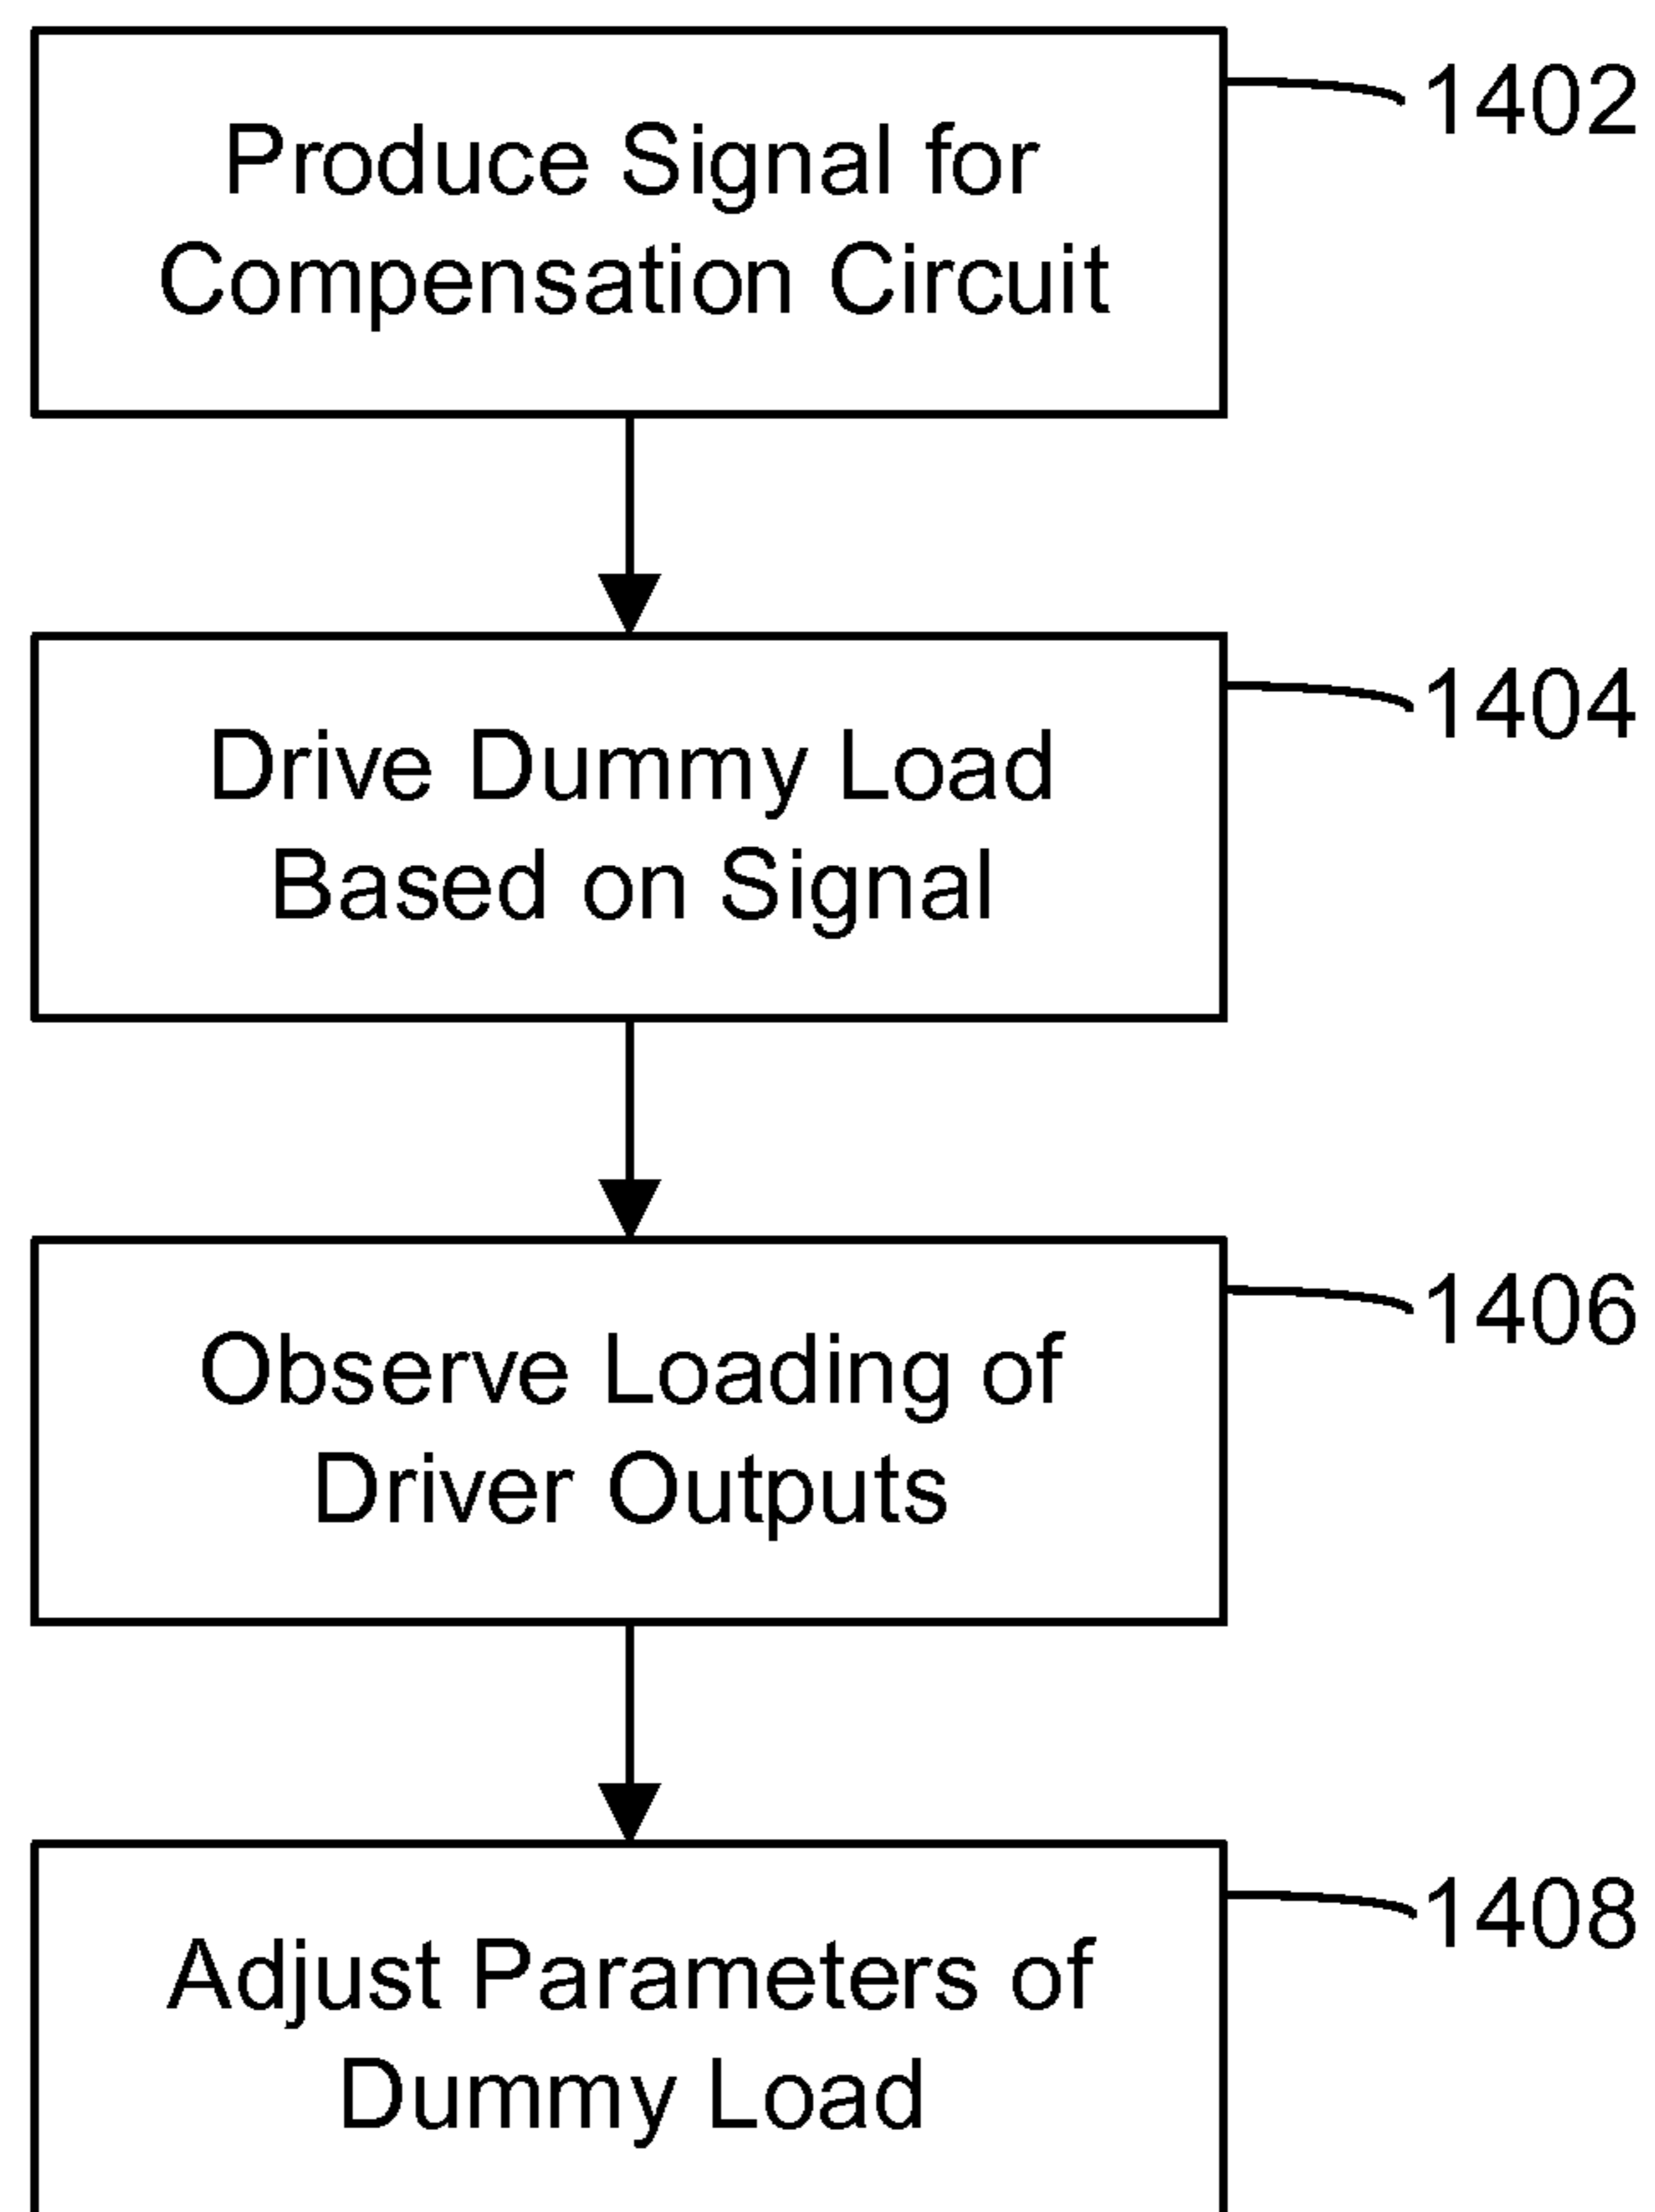 Produce Signal for
Compensation Circuit
1402
Drive Dummy Load
Based on Signal
1404
Observe Loading of
Driver Outputs
1406
Adjust Parameters of
Dummy Load
1408